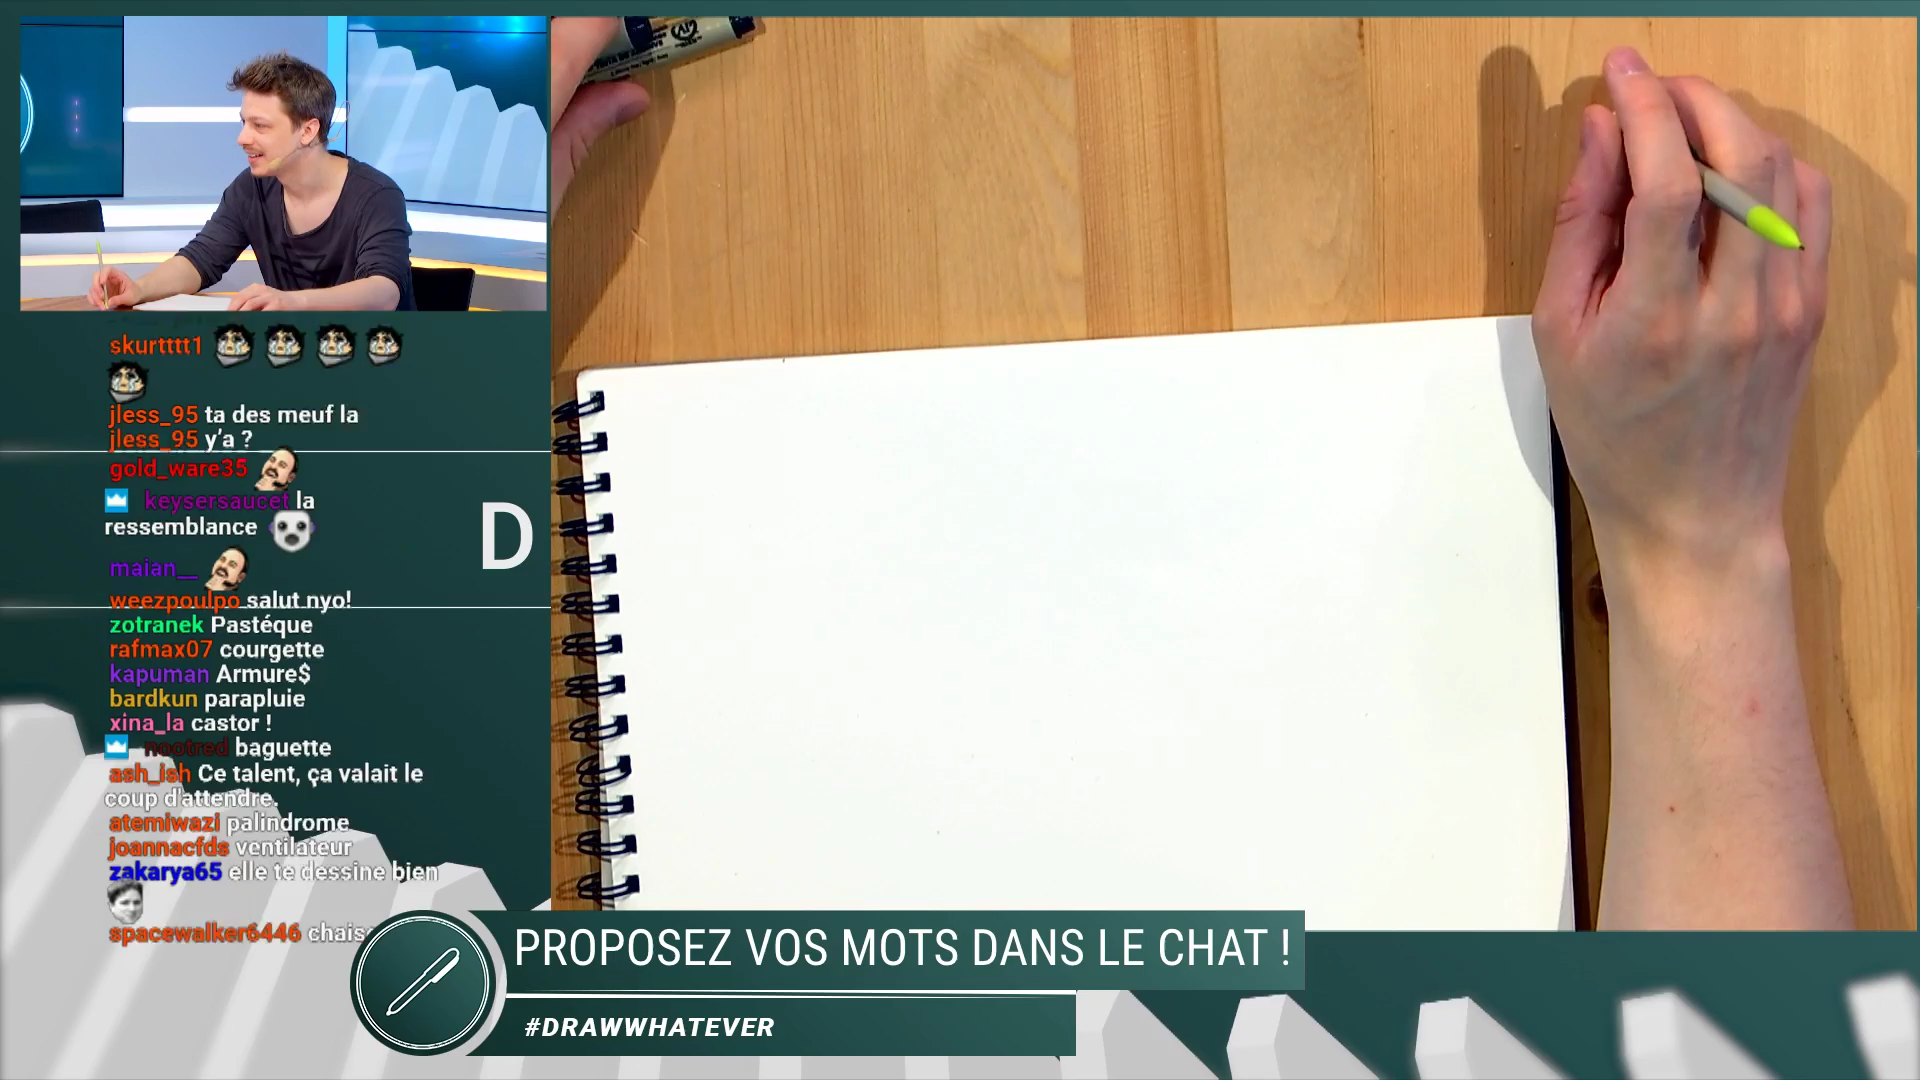 skurtttt1
jless_95 ta des meuf la
jless_95 y'a ?
gold_ware35
keysersaucet la
ressemblance
D
maian__
weezpoulpo salut nyo!
zotranek Pastéque
rafmax07 courgette
kapuman Armure$
bardkun parapluie
xina_la castor !
nootred baguette
ash_ish Ce talent, ça valait le
coup d'attendre.
atemiwazi palindrome
joannacfds ventilateur
zakarya65 elle te dessine bien
spacewalker6446
PROPOSEZ VOS MOTS DANS LE CHAT !
#DRAWWHATEVER